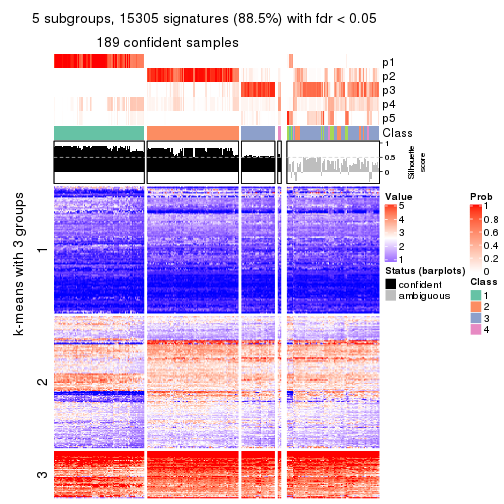 5 subgroups, 15305 signatures (88.5%) with fdr < 0.05
189 confident samples
p1
p2
p3
p4
p5
Class
1
0.5
0
Silhouette
score
k-means with 3 groups
1
2
3
Value
5
4
3
2
1
Status (barplots)
confident
ambiguous
Prob
1
0.8
0.6
0.4
0.2
0
Class
1
2
3
4